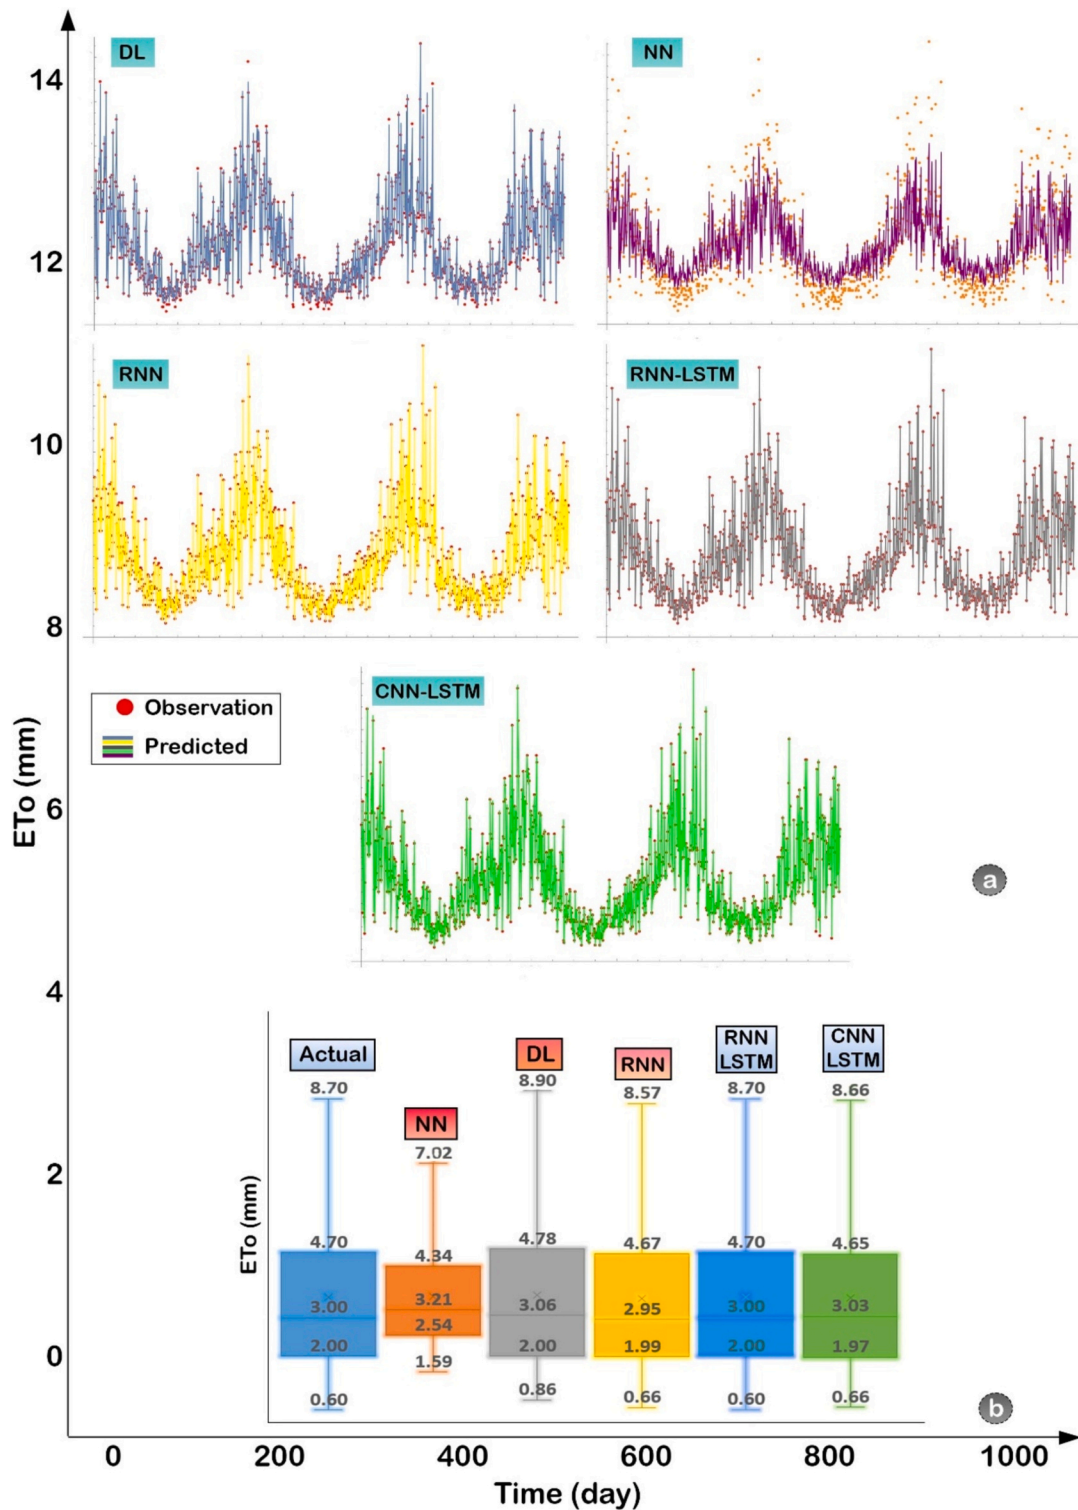 14
12
10
8
6
4
2
0
ETo (mm)
DL
NN
RNN
RNN-LSTM
CNN-LSTM
Observation
Predicted
a
ETo (mm)
Actual
8.70
4.70
3.00
2.00
0.60
NN
7.02
4.34
3.21
2.54
1.59
DL
8.90
4.78
3.06
2.00
0.86
RNN
8.57
4.67
2.95
1.99
0.66
RNN
LSTM
8.70
4.70
3.00
2.00
0.60
CNN
LSTM
8.66
4.65
3.03
1.97
0.66
b
0 200 400 600 800 1000
Time (day)